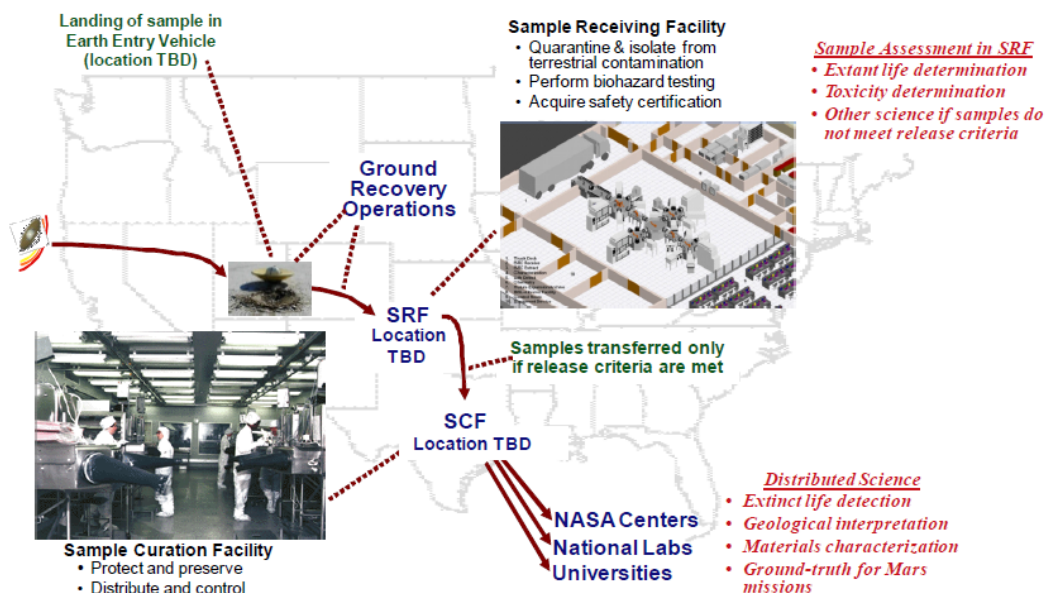 Landing of sample in
Earth Entry Vehicle
(location TBD)
Sample Receiving Facility
• Quarantine & isolate from
terrestrial contamination
• Perform biohazard testing
• Acquire safety certification
Sample Assessment in SRF
• Extant life determination
• Toxicity determination
• Other science if samples do
not meet release criteria
Ground
Recovery
Operations
SRF
Location
TBD
Samples transferred only
if release criteria are met
SCF
Location TBD
NASA Centers
National Labs
Universities
Sample Curation Facility
• Protect and preserve
• Distribute and control
Distributed Science
• Extinct life detection
• Geological interpretation
• Materials characterization
• Ground-truth for Mars
missions